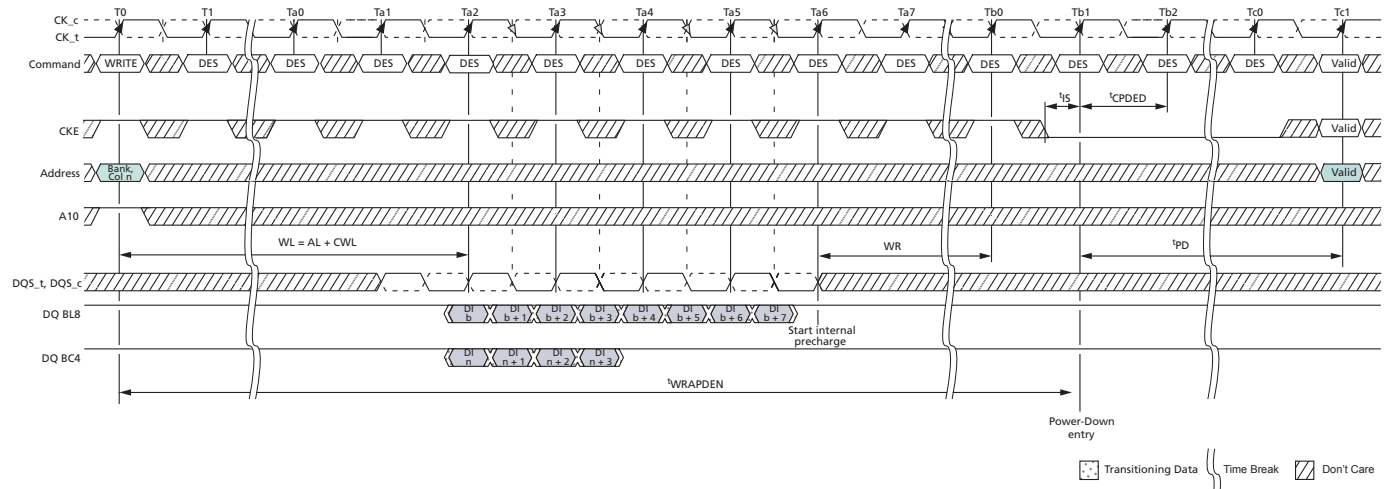 T0 T1 Ta0 Ta1 Ta2 Ta3 Ta4 Ta5 Ta6 Ta7 Tb0 Tb1 Tb2 Tc0 Tc1
CK_c
CK_t
Command WRITE DES DES DES DES DES DES DES DES DES DES DES DES DES Valid
tIS tCPDED
CKE Valid
Address Bank, Col n Valid
A10
WL = AL + CWL WR tPD
DQS_t, DQS_c
DQ BL8 DI b DI b + 1 DI b + 2 DI b + 3 DI b + 4 DI b + 5 DI b + 6 DI b + 7
Start internal
precharge
DQ BC4 DI n DI n + 1 DI n + 2 DI n + 3
tWRAPDEN
Power-Down
entry
Transitioning Data Time Break Don't Care